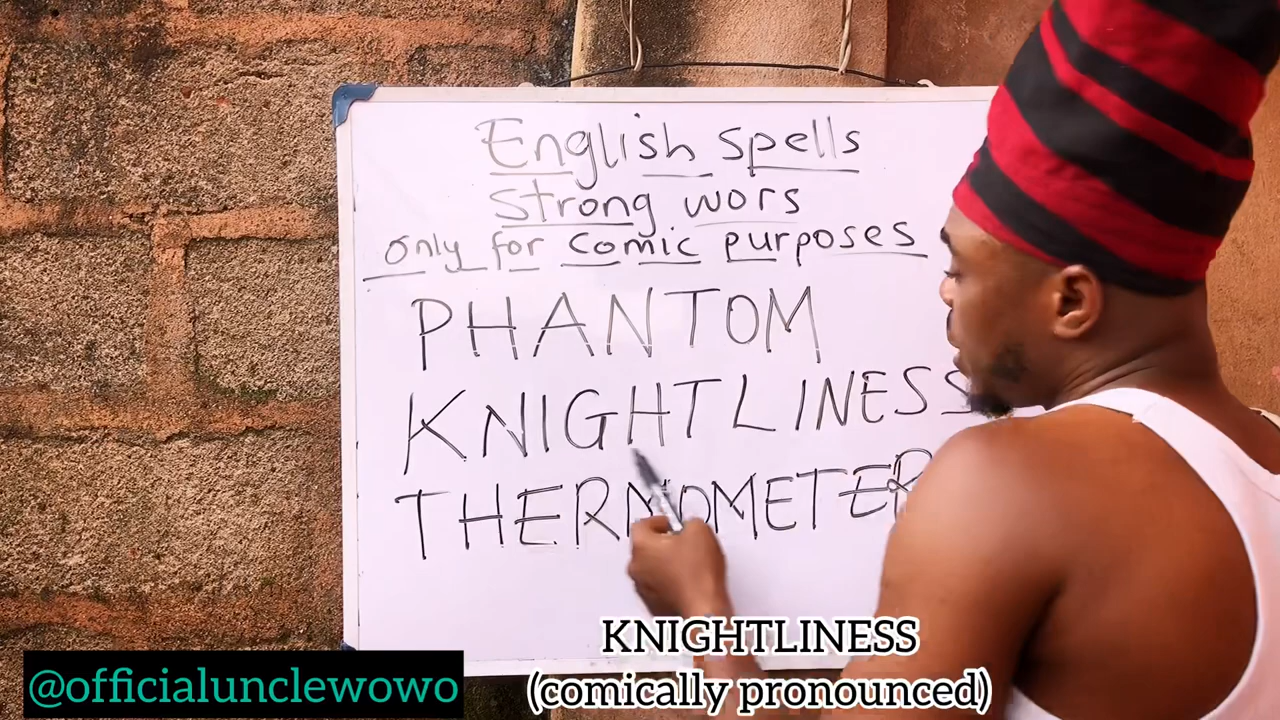 English spells
strong wors
only for comic purposes
PHANTOM
KNIGHTLINESS
THERMOMETER
KNIGHTLINESS
(comically pronounced)
@officialunclewowo